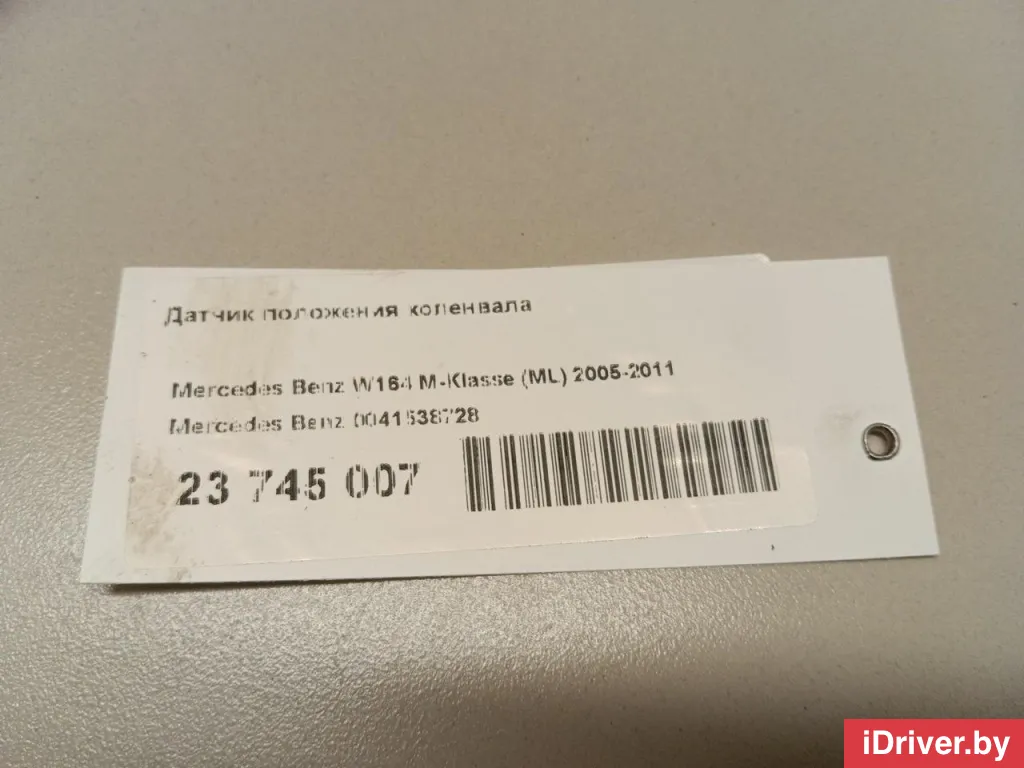 Датчик положения коленвала
Mercedes Benz W164 M-Klasse (ML) 2005-2011
Mercedes Benz 0041538728
23 745 007
iDriver.by